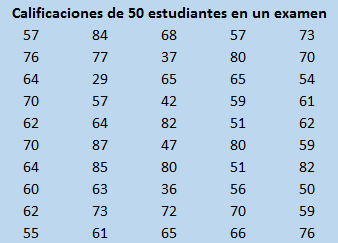 Calificaciones de 50 estudiantes en un examen
57 84 68 57 73
76 77 37 80 70
64 29 65 65 54
70 57 42 59 61
62 64 82 51 62
70 87 47 80 59
64 85 80 51 82
60 63 36 56 50
62 73 72 70 59
55 61 65 66 76